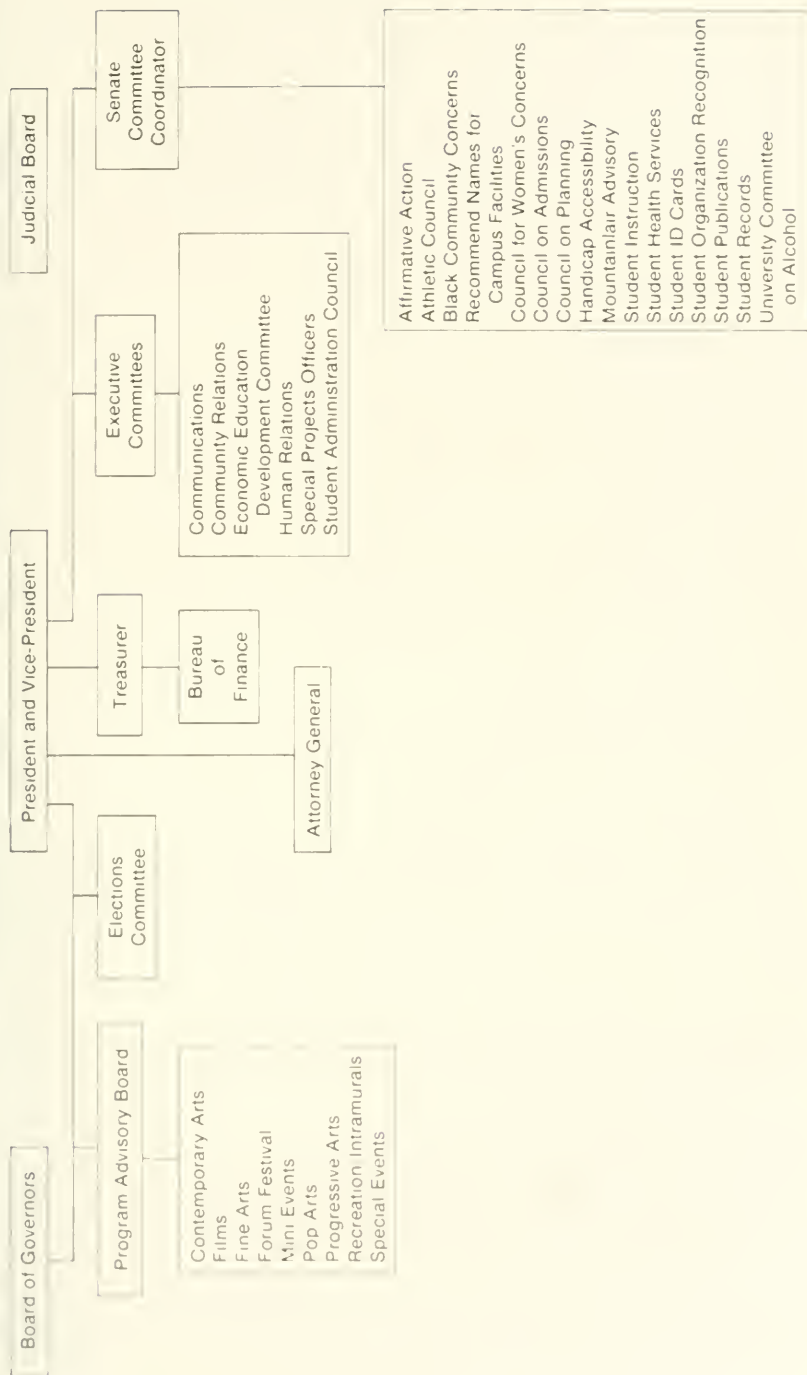 Board of Governors
President and Vice-President
Judicial Board
Program Advisory Board
Elections
Committee
Treasurer
Executive
Committees
Senate
Committee
Coordinator
Contemporary Arts
Films
Fine Arts
Forum Festival
Mini Events
Pop Arts
Progressive Arts
Recreation Intramurals
Special Events
Attorney General
Bureau
of
Finance
Communications
Community Relations
Economic Education
Development Committee
Human Relations
Special Projects Officers
Student Administration Council
Affirmative Action
Athletic Council
Black Community Concerns
Recommend Names for
Campus Facilities
Council for Women's Concerns
Council on Admissions
Council on Planning
Handicap Accessibility
Mountainlair Advisory
Student Instruction
Student Health Services
Student ID Cards
Student Organization Recognition
Student Publications
Student Records
University Committee
on Alcohol